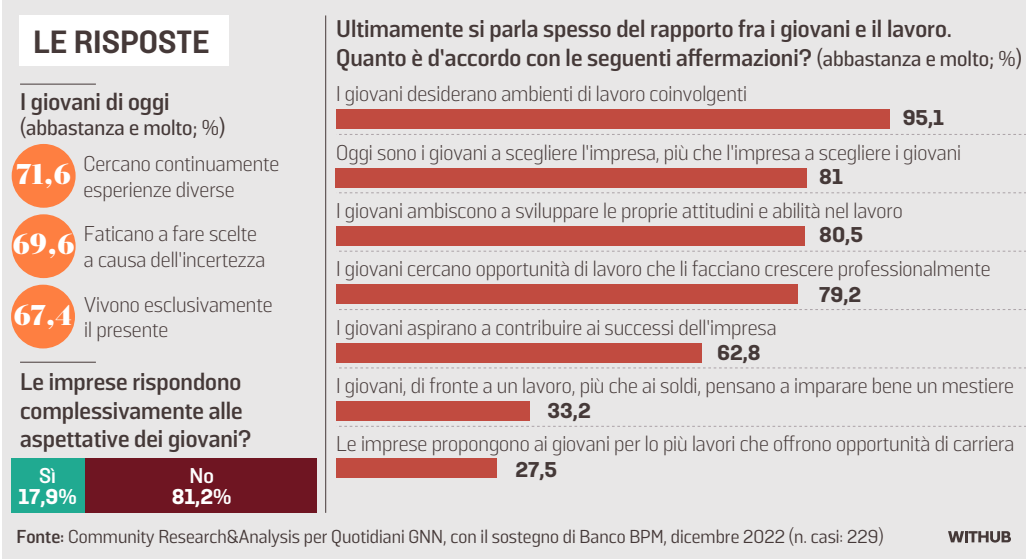 LE RISPOSTE
I giovani di oggi
(abbastanza e molto; %)
71,6
Cercano continuamente
esperienze diverse
69,6
Faticano a fare scelte
a causa dell'incertezza
67,4
Vivono esclusivamente
il presente
Le imprese rispondono
complessivamente alle
aspettative dei giovani?
Sì
17,9%
No
81,2%
Ultimamente si parla spesso del rapporto fra i giovani e il lavoro.
Quanto è d'accordo con le seguenti affermazioni? (abbastanza e molto; %)
I giovani desiderano ambienti di lavoro coinvolgenti
95,1
Oggi sono i giovani a scegliere l'impresa, più che l'impresa a scegliere i giovani
81
I giovani ambiscono a sviluppare le proprie attitudini e abilità nel lavoro
80,5
I giovani cercano opportunità di lavoro che li facciano crescere professionalmente
79,2
I giovani aspirano a contribuire ai successi dell'impresa
62,8
I giovani, di fronte a un lavoro, più che ai soldi, pensano a imparare bene un mestiere
33,2
Le imprese propongono ai giovani per lo più lavori che offrono opportunità di carriera
27,5
Fonte: Community Research&Analysis per Quotidiani GNN, con il sostegno di Banco BPM, dicembre 2022 (n. casi: 229)
WITHUB